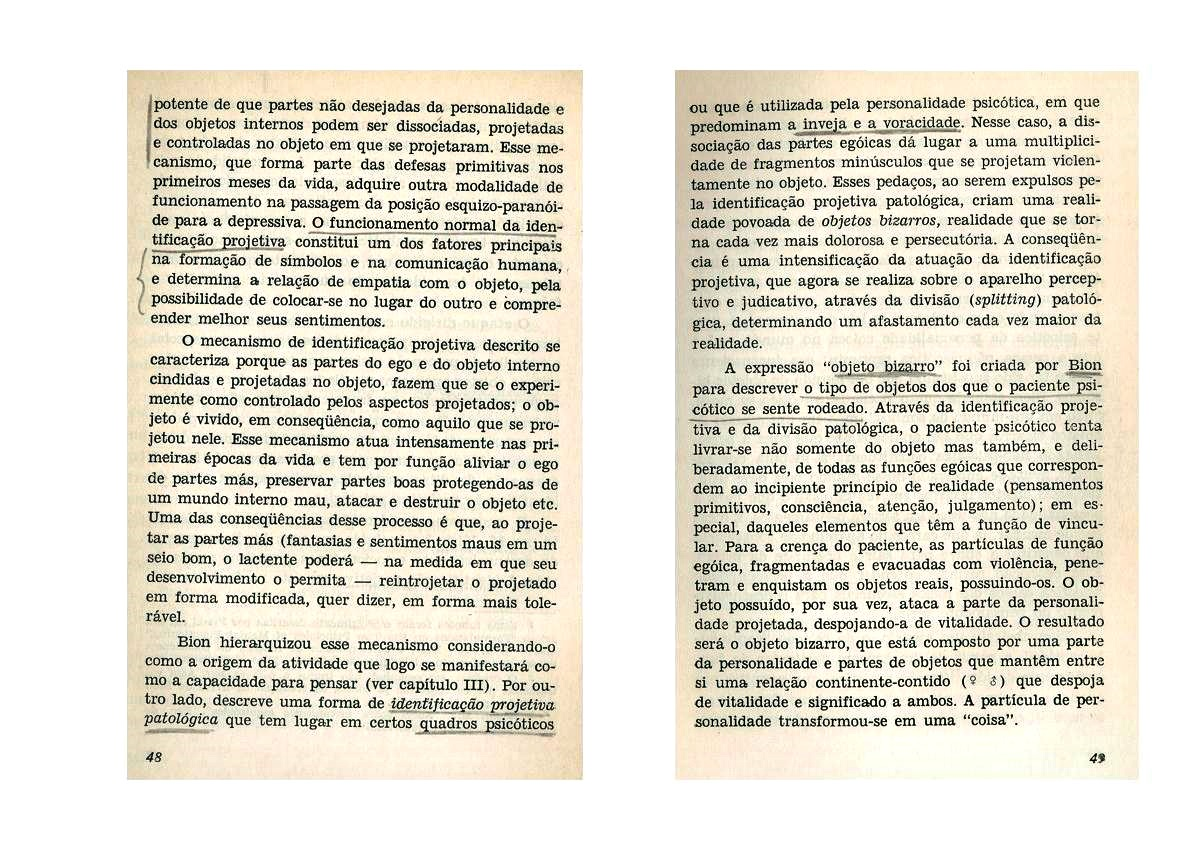 potente de que partes não desejadas da personalidade e
dos objetos internos podem ser dissociadas, projetadas
e controladas no objeto em que se projetaram. Esse me-
canismo, que forma parte das defesas primitivas nos
primeiros meses da vida, adquire outra modalidade de
funcionamento na passagem da posição esquizo-paranói-
de para a depressiva. O funcionamento normal da iden-
tificação projetiva constitui um dos fatores principais
na formação de símbolos e na comunicação humana,
e determina a relação de empatia com o objeto, pela
possibilidade de colocar-se no lugar do outro e compre-
ender melhor seus sentimentos.
O mecanismo de identificação projetiva descrito se
caracteriza porque as partes do ego e do objeto interno
cindidas e projetadas no objeto, fazem que se o experi-
mente como controlado pelos aspectos projetados; o ob-
jeto é vivido, em conseqüência, como aquilo que se pro-
jetou nele. Esse mecanismo atua intensamente nas pri-
meiras épocas da vida e tem por função aliviar o ego
de partes más, preservar partes boas protegendo-as de
um mundo interno mau, atacar e destruir o objeto etc.
Uma das conseqüências desse processo é que, ao proje-
tar as partes más (fantasias e sentimentos maus em um
seio bom, o lactente poderá — na medida em que seu
desenvolvimento o permita — reintrojetar o projetado
em forma modificada, quer dizer, em forma mais tole-
rável.
Bion hierarquizou esse mecanismo considerando-o
como a origem da atividade que logo se manifestará co-
mo a capacidade para pensar (ver capítulo III). Por ou-
tro lado, descreve uma forma de identificação projetiva
patológica que tem lugar em certos quadros psicóticos
48
ou que é utilizada pela personalidade psicótica, em que
predominam a inveja e a voracidade. Nesse caso, a dis-
sociação das partes egóicas dá lugar a uma multiplici-
dade de fragmentos minúsculos que se projetam violen-
tamente no objeto. Esses pedaços, ao serem expulsos pe-
la identificação projetiva patológica, criam uma reali-
dade povoada de objetos bizarros, realidade que se tor-
na cada vez mais dolorosa e persecutória. A conseqüên-
cia é uma intensificação da atuação da identificação
projetiva, que agora se realiza sobre o aparelho percep-
tivo e judicativo, através da divisão (splitting) patoló-
gica, determinando um afastamento cada vez maior da
realidade.
A expressão “objeto bizarro” foi criada por Bion
para descrever o tipo de objetos dos que o paciente psi-
cótico se sente rodeado. Através da identificação proje-
tiva e da divisão patológica, o paciente psicótico tenta
livrar-se não somente do objeto mas também, e deli-
beradamente, de todas as funções egóicas que correspon-
dem ao incipiente princípio de realidade (pensamentos
primitivos, consciência, atenção, julgamento); em es-
pecial, daqueles elementos que têm a função de vincu-
lar. Para a crença do paciente, as partículas de função
egóica, fragmentadas e evacuadas com violência, pene-
tram e enquistam os objetos reais, possuindo-os. O ob-
jeto possuído, por sua vez, ataca a parte da personali-
dade projetada, despojando-a de vitalidade. O resultado
será o objeto bizarro, que está composto por uma parte
da personalidade e partes de objetos que mantêm entre
si uma relação continente-contido (♀ ♂) que despoja
de vitalidade e significado a ambos. A partícula de per-
sonalidade transformou-se em uma “coisa”.
49